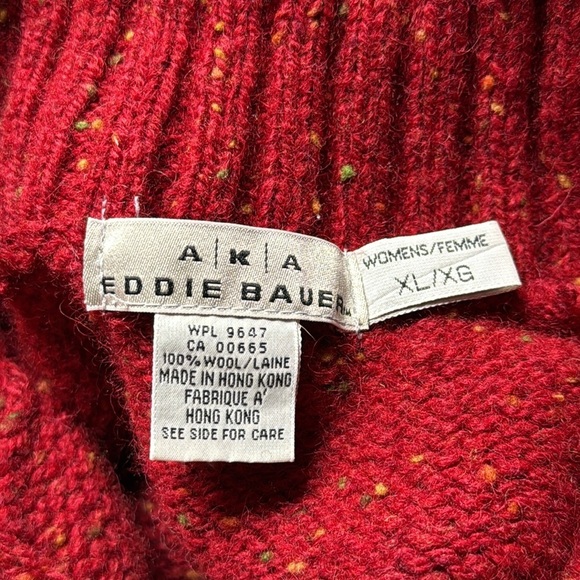 A|K|A
EDDIE BAUER
WOMENS/FEMME
XL/XG
WPL 9647
CA 00665
100% WOOL/LAINE
MADE IN HONG KONG
FABRIQUE A'
HONG KONG
SEE SIDE FOR CARE